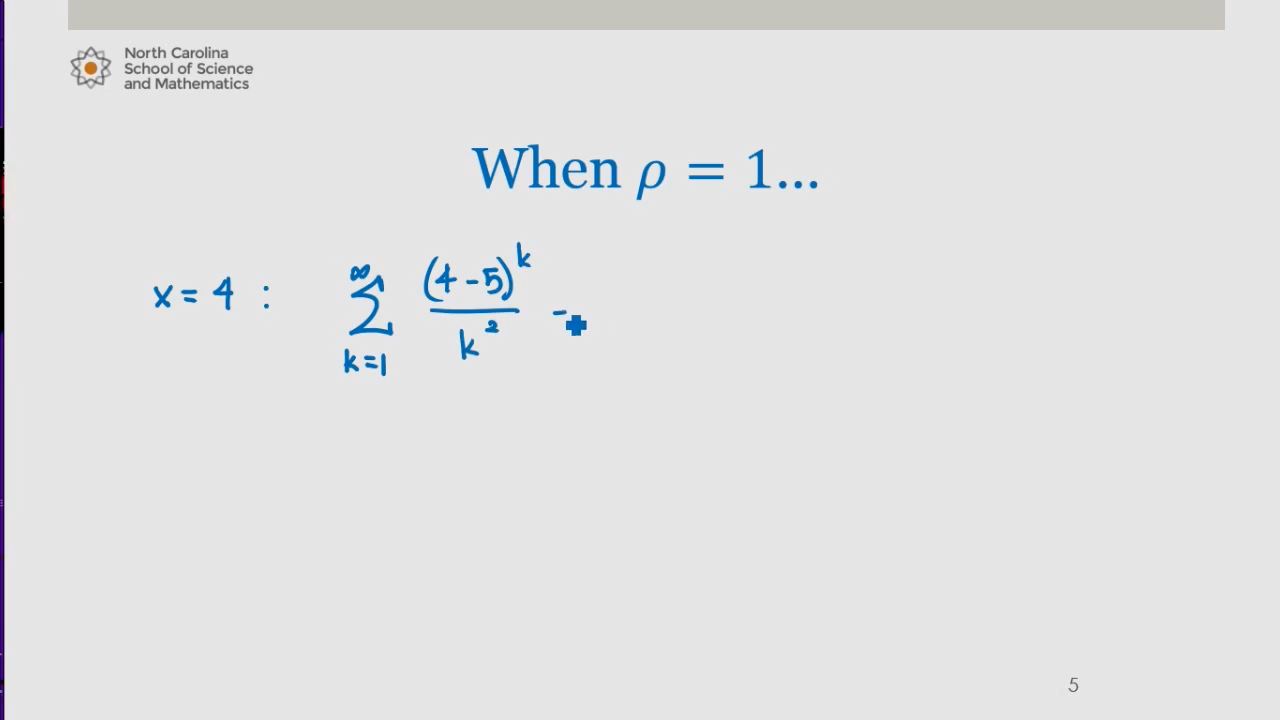 North Carolina
School of Science
and Mathematics
When ρ = 1...
x = 4 : ∞ ∑ k=1 (4-5)^k / k^2 =
5